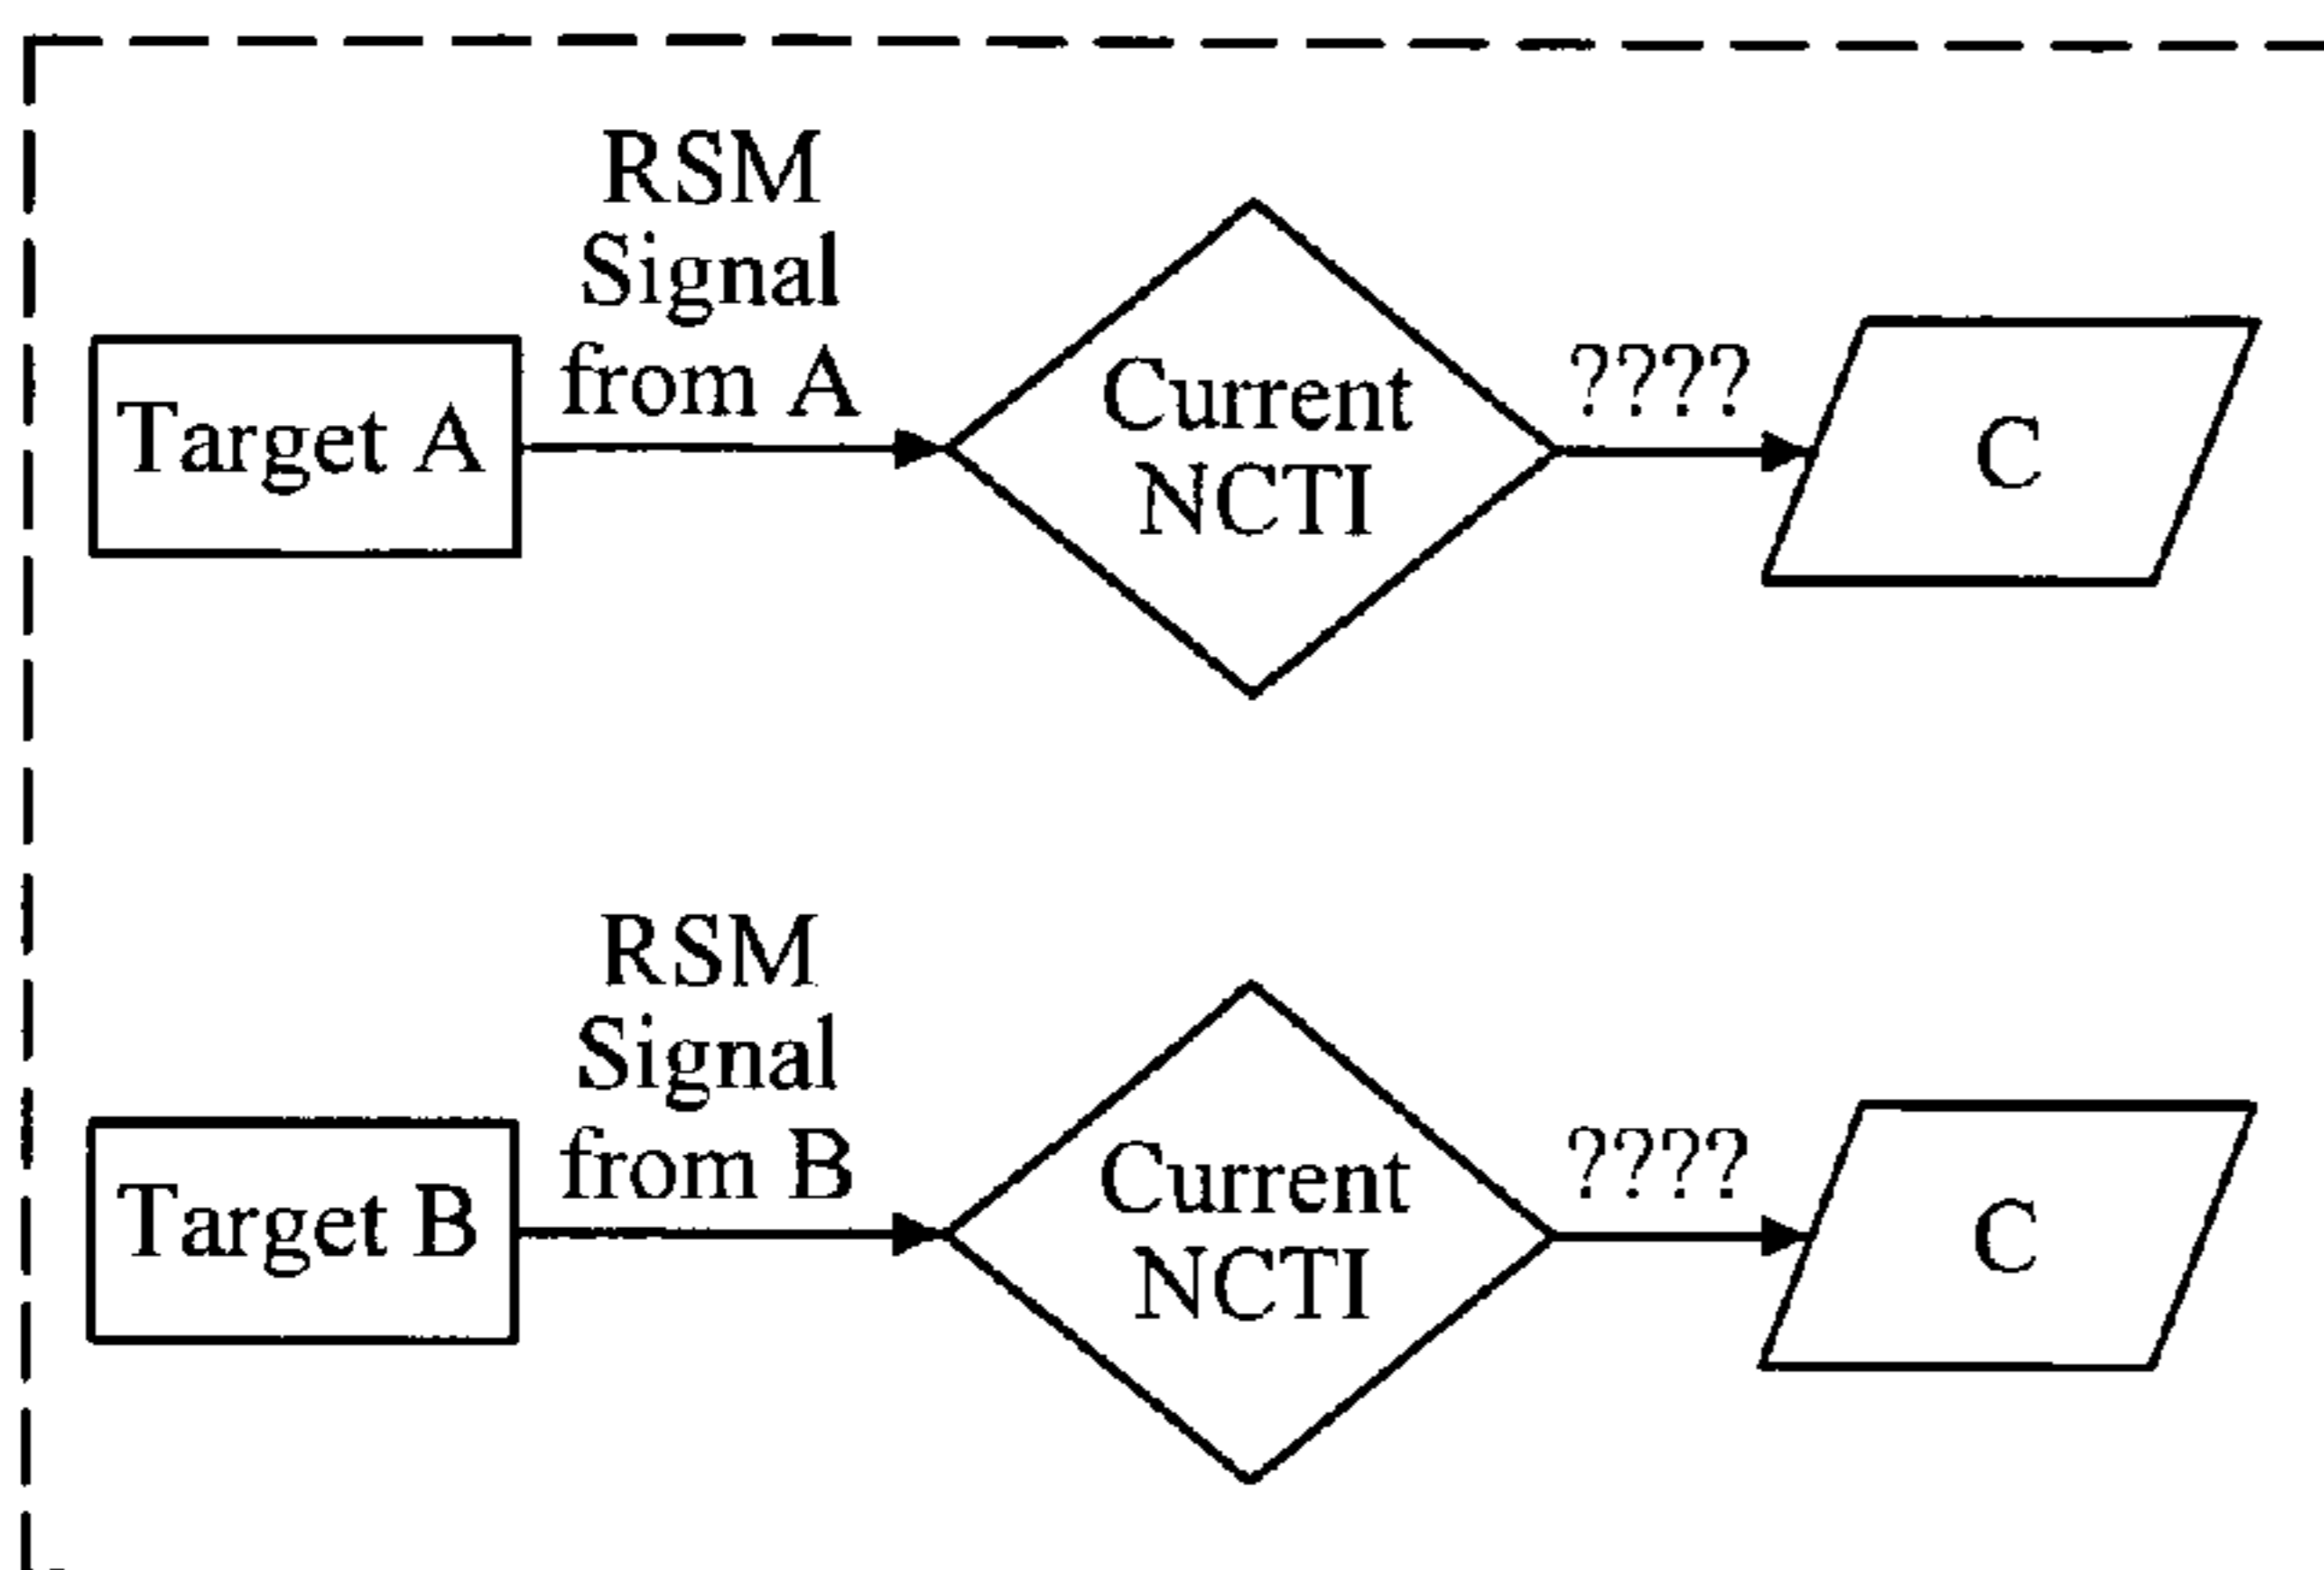 RSM
Signal
from A
Target A
Current
NCTI
????
C
RSM
Signal
from B
Target B
Current
NCTI
????
C